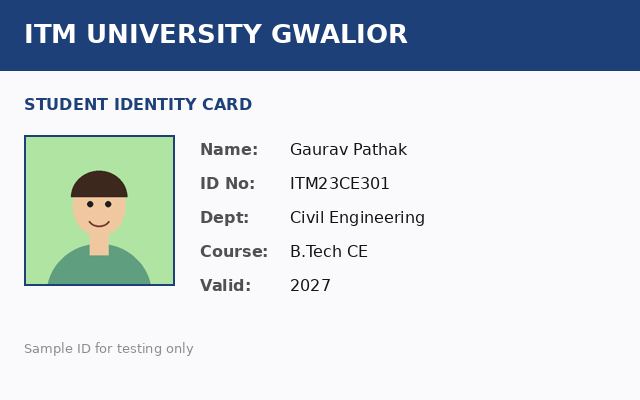 ITM UNIVERSITY GWALIOR
STUDENT IDENTITY CARD
Name: Gaurav Pathak
ID No: ITM23CE301
Dept: Civil Engineering
Course: B.Tech CE
Valid: 2027
Sample ID for testing only